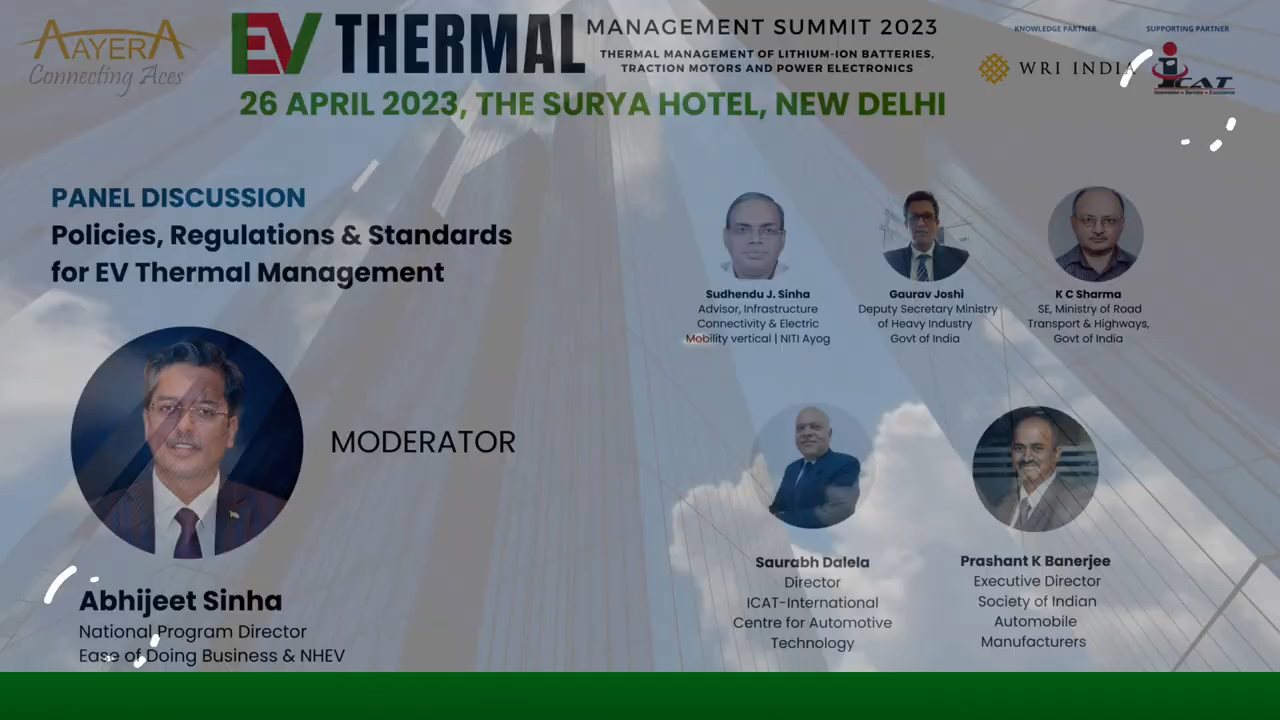 AAYERA
Connecting Aces
EV THERMAL MANAGEMENT SUMMIT 2023
THERMAL MANAGEMENT OF LITHIUM-ION BATTERIES,
TRACTION MOTORS AND POWER ELECTRONICS
26 APRIL 2023, THE SURYA HOTEL, NEW DELHI
KNOWLEDGE PARTNER
WRI INDIA
SUPPORTING PARTNER
iCAT
PANEL DISCUSSION
Policies, Regulations & Standards
for EV Thermal Management
MODERATOR
Abhijeet Sinha
National Program Director
Ease of Doing Business & NHEV
Sudhendu J. Sinha
Advisor, Infrastructure
Connectivity & Electric
Mobility vertical | NITI Ayog
Gaurav Joshi
Deputy Secretary Ministry
of Heavy Industry
Govt of India
K C Sharma
SE, Ministry of Road
Transport & Highways,
Govt of India
Saurabh Dalela
Director
ICAT-International
Centre for Automotive
Technology
Prashant K Banerjee
Executive Director
Society of Indian
Automobile
Manufacturers